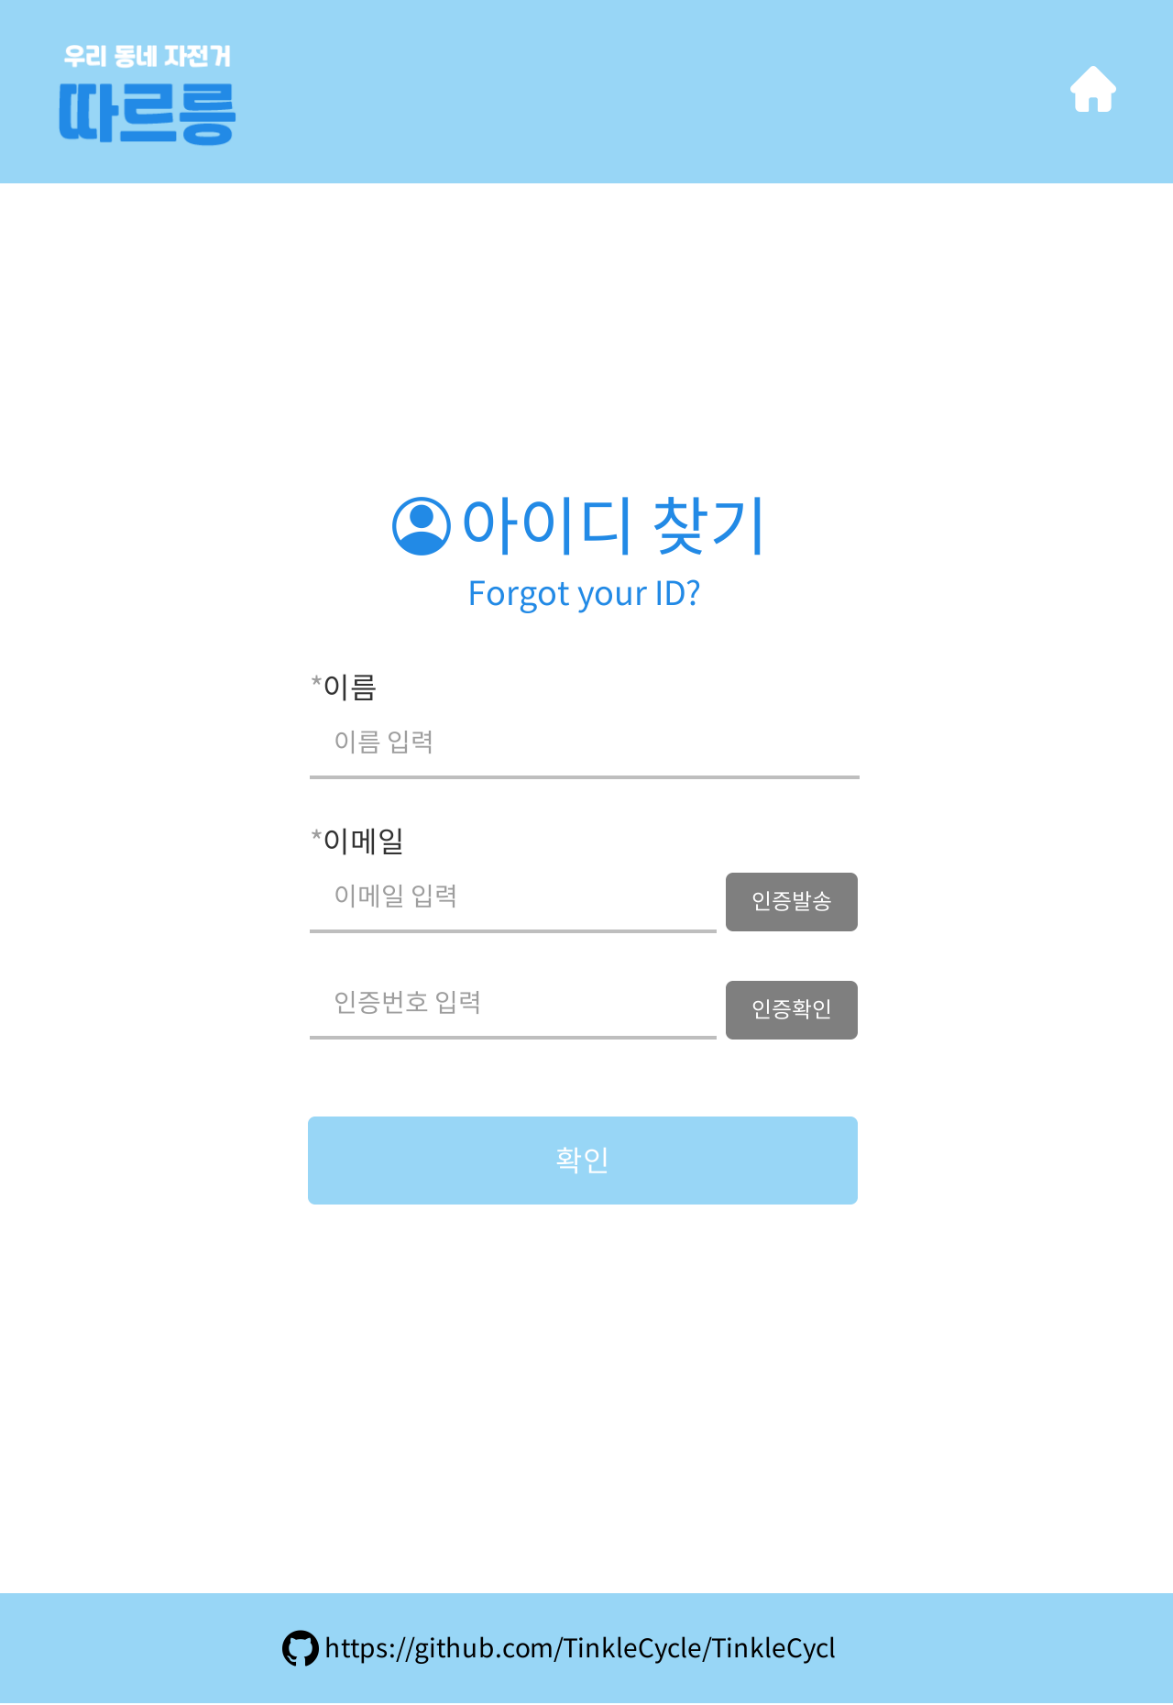 우리 동네 자전거
따르릉
아이디 찾기
Forgot your ID?
*이름
이름 입력
*이메일
이메일 입력
인증발송
인증번호 입력
인증확인
확인
https://github.com/TinkleCycle/TinkleCycl